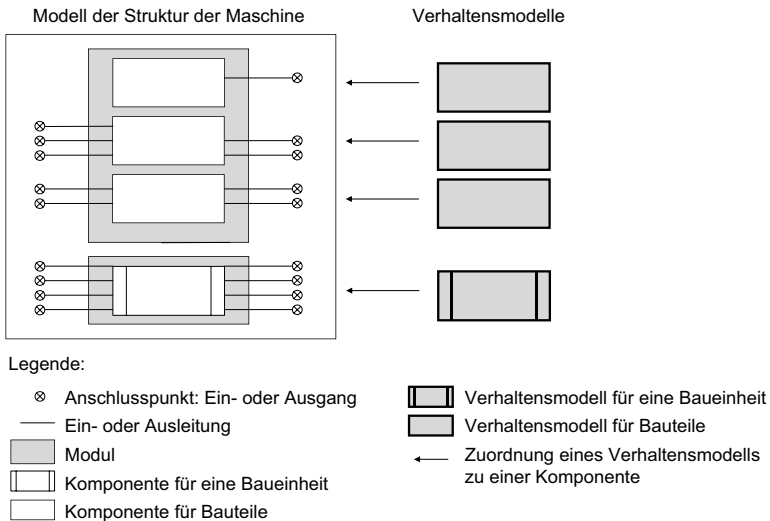 Modell der Struktur der Maschine
Verhaltensmodelle
Legende:
Anschlusspunkt: Ein- oder Ausgang
Ein- oder Ausleitung
Modul
Komponente für eine Baueinheit
Komponente für Bauteile
Verhaltensmodell für eine Baueinheit
Verhaltensmodell für Bauteile
Zuordnung eines Verhaltensmodells
zu einer Komponente